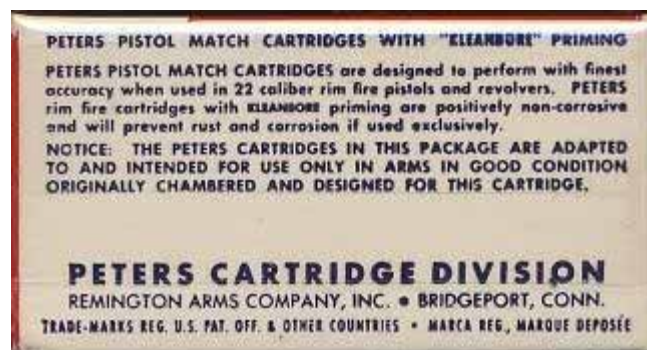 PETERS PISTOL MATCH CARTRIDGES WITH "KLEANBORE" PRIMING
PETERS PISTOL MATCH CARTRIDGES are designed to perform with finest
accuracy when used in 22 caliber rim fire pistols and revolvers. PETERS
rim fire cartridges with KLEANBORE priming are positively non-corrosive
and will prevent rust and corrosion if used exclusively.
NOTICE: THE PETERS CARTRIDGES IN THIS PACKAGE ARE ADAPTED
TO AND INTENDED FOR USE ONLY IN ARMS IN GOOD CONDITION
ORIGINALLY CHAMBERED AND DESIGNED FOR THIS CARTRIDGE.
PETERS CARTRIDGE DIVISION
REMINGTON ARMS COMPANY, INC. • BRIDGEPORT, CONN.
TRADE-MARKS REG. U.S. PAT. OFF. & OTHER COUNTRIES • MARCA REG., MARQUE DEPOSÉE